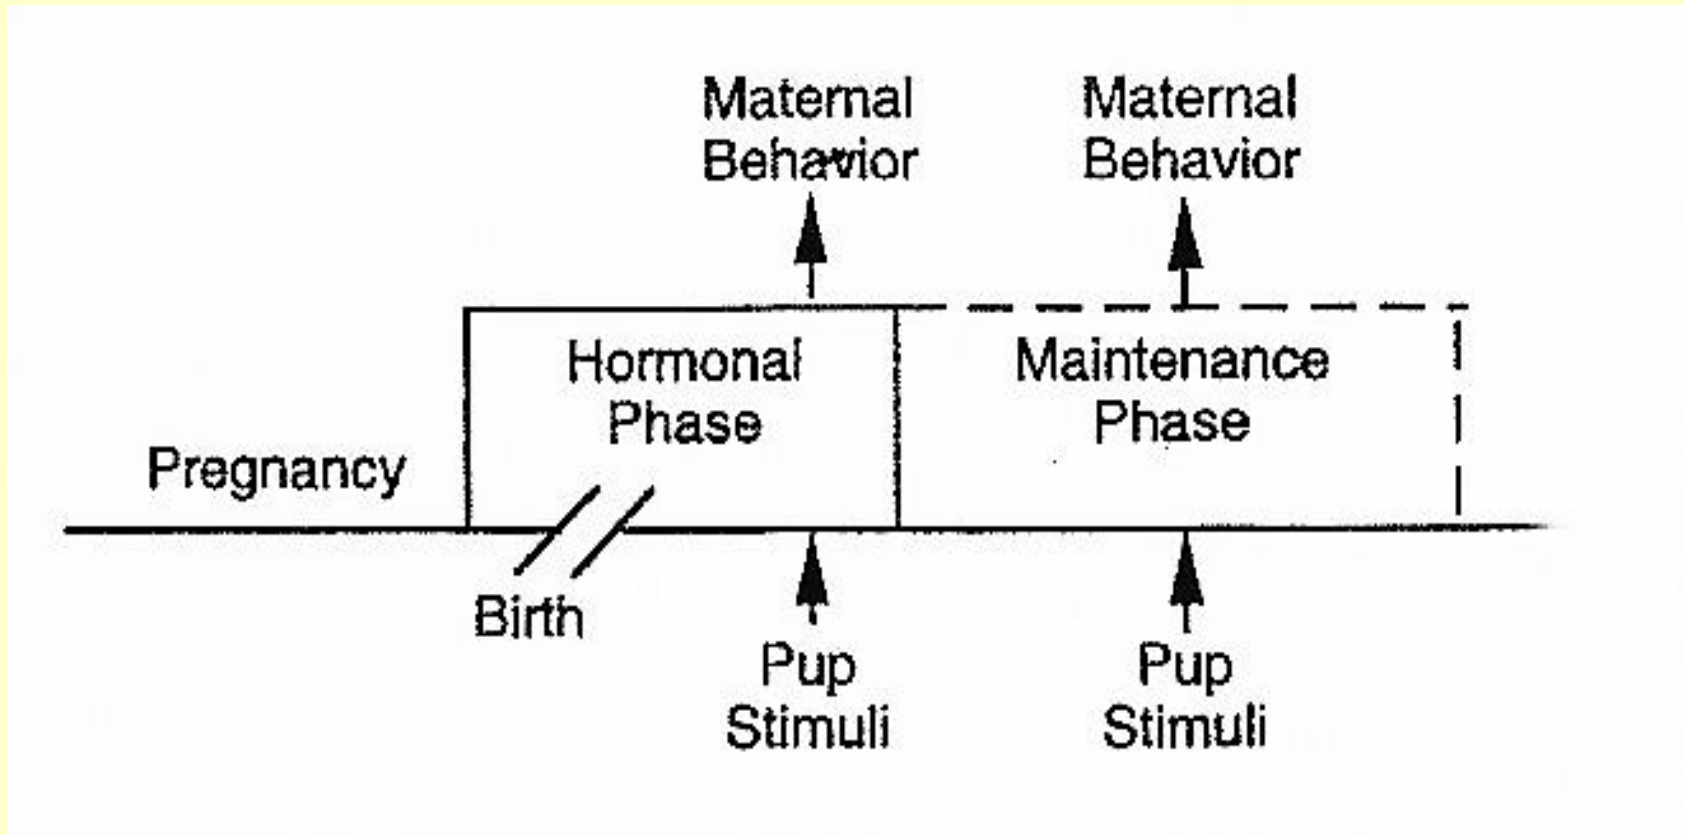 Maternal
Behavior
Maternal
Behavior
Hormonal
Phase
Maintenance
Phase
Pregnancy
Birth
Pup
Stimuli
Pup
Stimuli